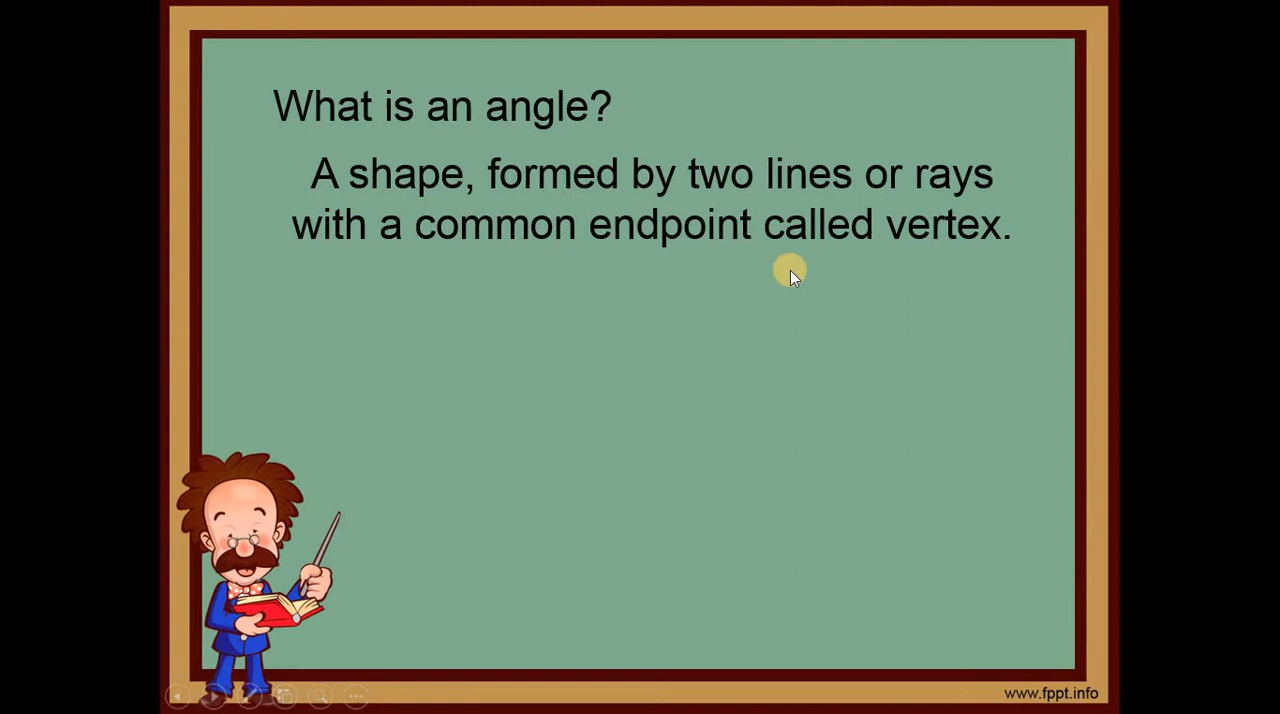 What is an angle?
A shape, formed by two lines or rays
with a common endpoint called vertex.
www.fppt.info